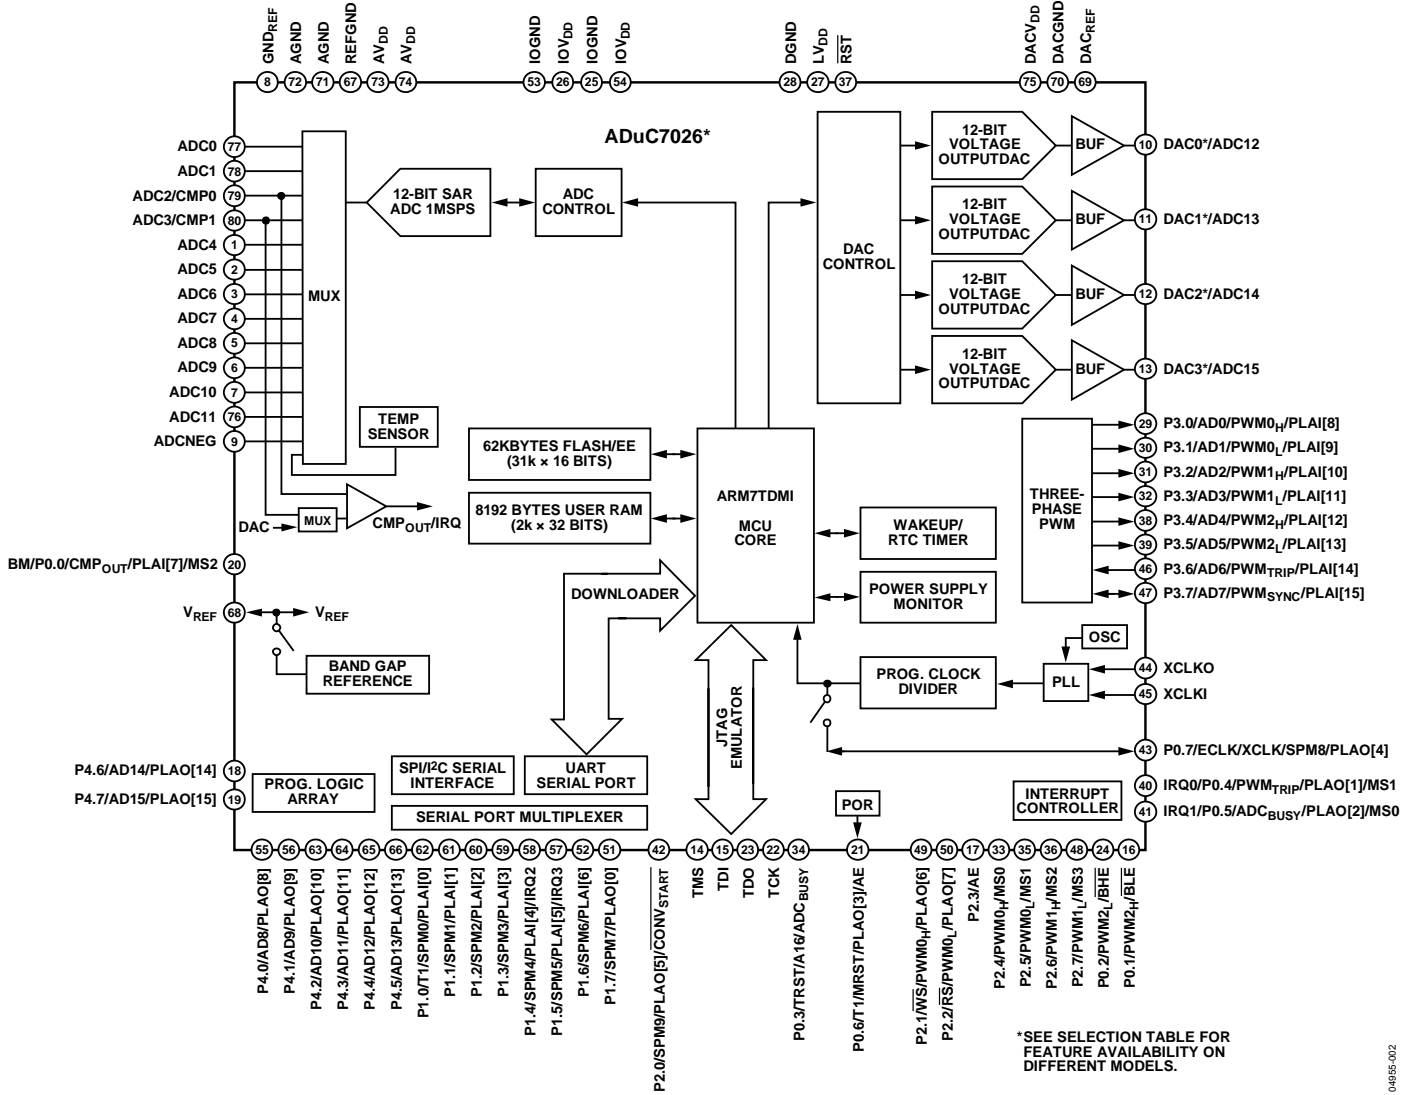 GNDREF
AGND
AGND
REFGND
AVDD
AVDD
IOGND
IOVDD
IOGND
IOVDD
DGND
LVDD
RST
DACVDD
DACGND
DACREF
8 72 71 67 73 74 53 26 25 54 28 27 37 75 70 69
ADuC7026*
ADC0 77
ADC1 78
ADC2/CMP0 79
ADC3/CMP1 80
ADC4 1
ADC5 2
ADC6 3
ADC7 4
ADC8 5
ADC9 6
ADC10 7
ADC11 76
ADCNEG 9
MUX
12-BIT SAR
ADC 1MSPS
ADC
CONTROL
DAC
CONTROL
12-BIT
VOLTAGE
OUTPUTDAC
BUF
10 DAC0*/ADC12
12-BIT
VOLTAGE
OUTPUTDAC
BUF
11 DAC1*/ADC13
12-BIT
VOLTAGE
OUTPUTDAC
BUF
12 DAC2*/ADC14
12-BIT
VOLTAGE
OUTPUTDAC
BUF
13 DAC3*/ADC15
TEMP
SENSOR
DAC
MUX
CMPOUT/IRQ
62KBYTES FLASH/EE
(31k × 16 BITS)
8192 BYTES USER RAM
(2k × 32 BITS)
ARM7TDMI
MCU
CORE
WAKEUP/
RTC TIMER
POWER SUPPLY
MONITOR
THREE-
PHASE
PWM
29 P3.0/AD0/PWM0H/PLAI[8]
30 P3.1/AD1/PWM0L/PLAI[9]
31 P3.2/AD2/PWM1H/PLAI[10]
32 P3.3/AD3/PWM1L/PLAI[11]
38 P3.4/AD4/PWM2H/PLAI[12]
39 P3.5/AD5/PWM2L/PLAI[13]
46 P3.6/AD6/PWMTRIP/PLAI[14]
47 P3.7/AD7/PWMSYNC/PLAI[15]
BM/P0.0/CMPOUT/PLAI[7]/MS2 20
VREF 68
VREF
BAND GAP
REFERENCE
DOWNLOADER
JTAG
EMULATOR
PROG. CLOCK
DIVIDER
PLL
OSC
44 XCLKO
45 XCLKI
43 P0.7/ECLK/XCLK/SPM8/PLAO[4]
40 IRQ0/P0.4/PWMTRIP/PLAO[1]/MS1
41 IRQ1/P0.5/ADCBUSY/PLAO[2]/MS0
P4.6/AD14/PLAO[14] 18
P4.7/AD15/PLAO[15] 19
PROG. LOGIC
ARRAY
SPI/I2C SERIAL
INTERFACE
UART
SERIAL PORT
SERIAL PORT MULTIPLEXER
POR
INTERRUPT
CONTROLLER
55 56 63 64 65 66 62 61 60 59 58 57 52 51 42 14 15 23 22 34 21 49 50 17 33 35 36 48 24 16
P4.0/AD8/PLAO[8]
P4.1/AD9/PLAO[9]
P4.2/AD10/PLAO[10]
P4.3/AD11/PLAO[11]
P4.4/AD12/PLAO[12]
P4.5/AD13/PLAO[13]
P1.0/T1/SPM0/PLAI[0]
P1.1/SPM1/PLAI[1]
P1.2/SPM2/PLAI[2]
P1.3/SPM3/PLAI[3]
P1.4/SPM4/PLAI[4]/IRQ2
P1.5/SPM5/PLAI[5]/IRQ3
P1.6/SPM6/PLAI[6]
P1.7/SPM7/PLAO[0]
P2.0/SPM9/PLAO[5]/CONVSTART
TMS
TDI
TDO
TCK
P0.3/TRST/A16/ADCBUSY
P0.6/T1/MRST/PLAO[3]/AE
P2.1/WS/PWM0H/PLAO[6]
P2.2/RS/PWM0L/PLAO[7]
P2.3/AE
P2.4/PWM0H/MS0
P2.5/PWM0L/MS1
P2.6/PWM1H/MS2
P2.7/PWM1L/MS3
P0.2/PWM2L/BHE
P0.1/PWM2H/BLE
*SEE SELECTION TABLE FOR
FEATURE AVAILABILITY ON
DIFFERENT MODELS.
04955-002